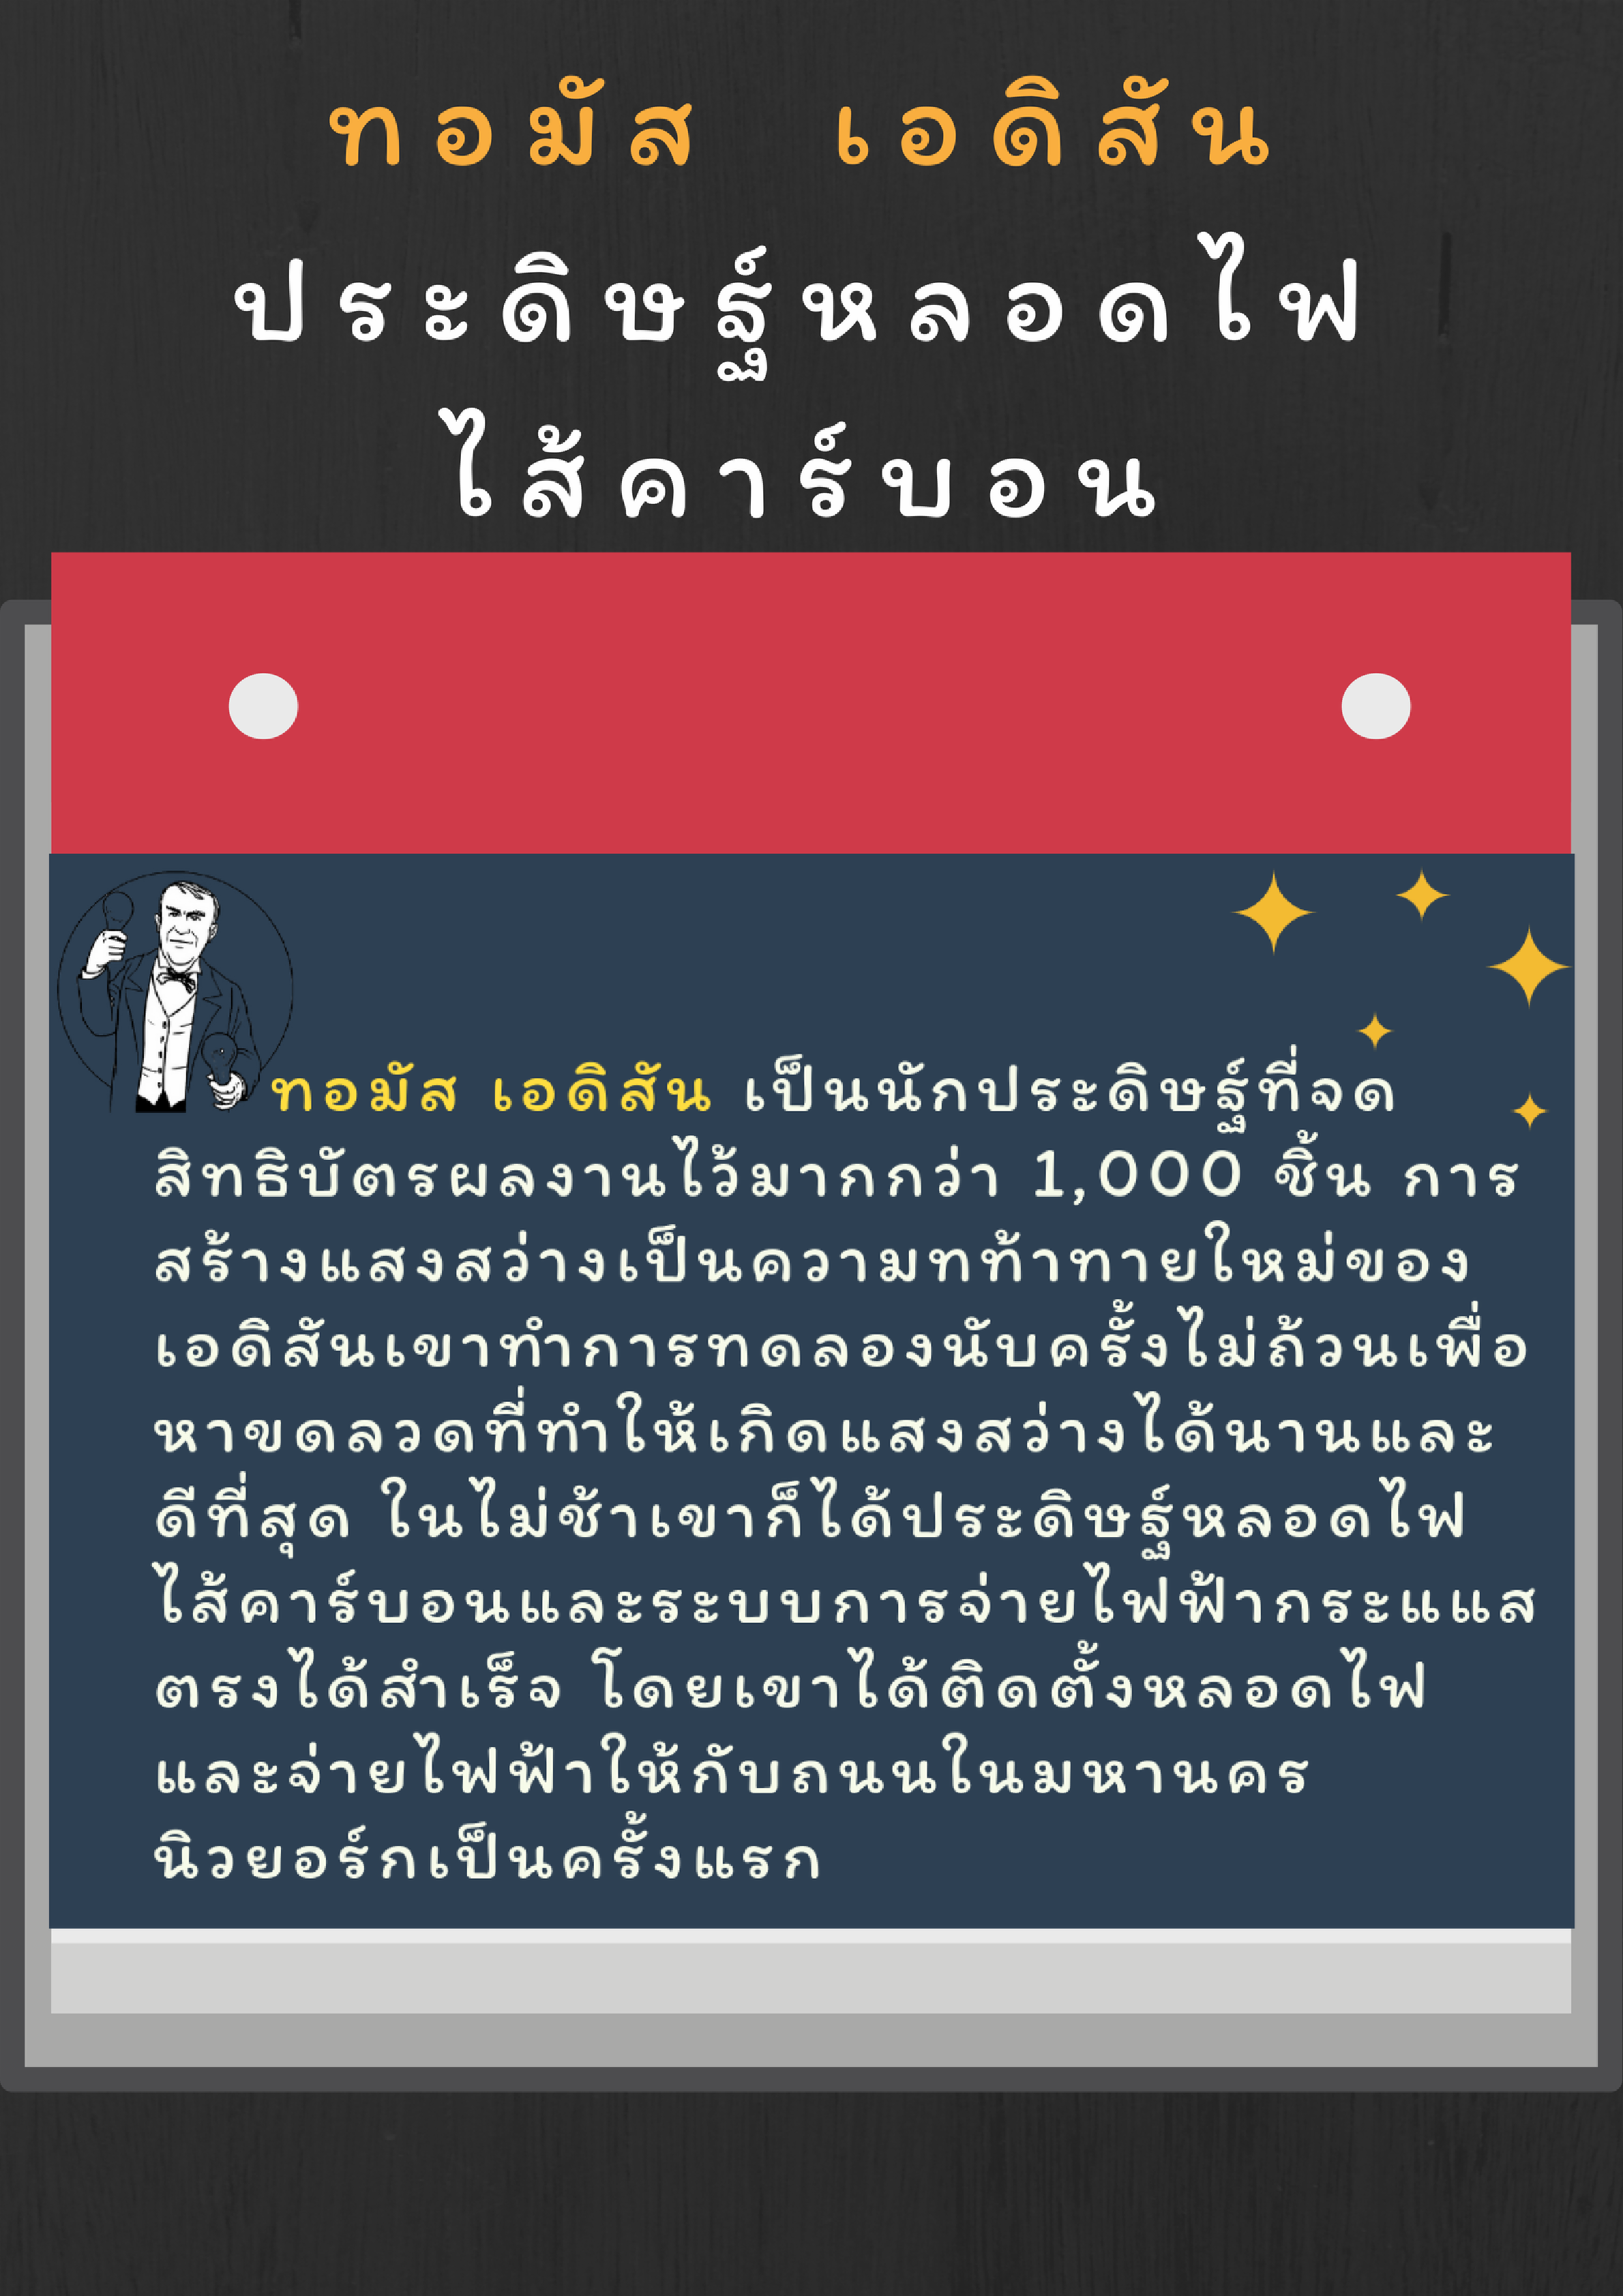 ทอมัส เอดิสัน
ประดิษฐ์หลอดไฟ
ไส้คาร์บอน
ทอมัส เอดิสัน เป็นนักประดิษฐ์ที่จด
สิทธิบัตรผลงานไว้มากกว่า 1,000 ชิ้น การ
สร้างแสงสว่างเป็นความทท้าทายใหม่ของ
เอดิสันเขาทำการทดลองนับครั้งไม่ถ้วนเพื่อ
หาขดลวดที่ทำให้เกิดแสงสว่างได้นานและ
ดีที่สุด ในไม่ช้าเขาก็ได้ประดิษฐ์หลอดไฟ
ไส้คาร์บอนและระบบการจ่ายไฟฟ้ากระแแส
ตรงได้สำเร็จ โดยเขาได้ติดตั้งหลอดไฟ
และจ่ายไฟฟ้าให้กับถนนในมหานคร
นิวยอร์กเป็นครั้งแรก